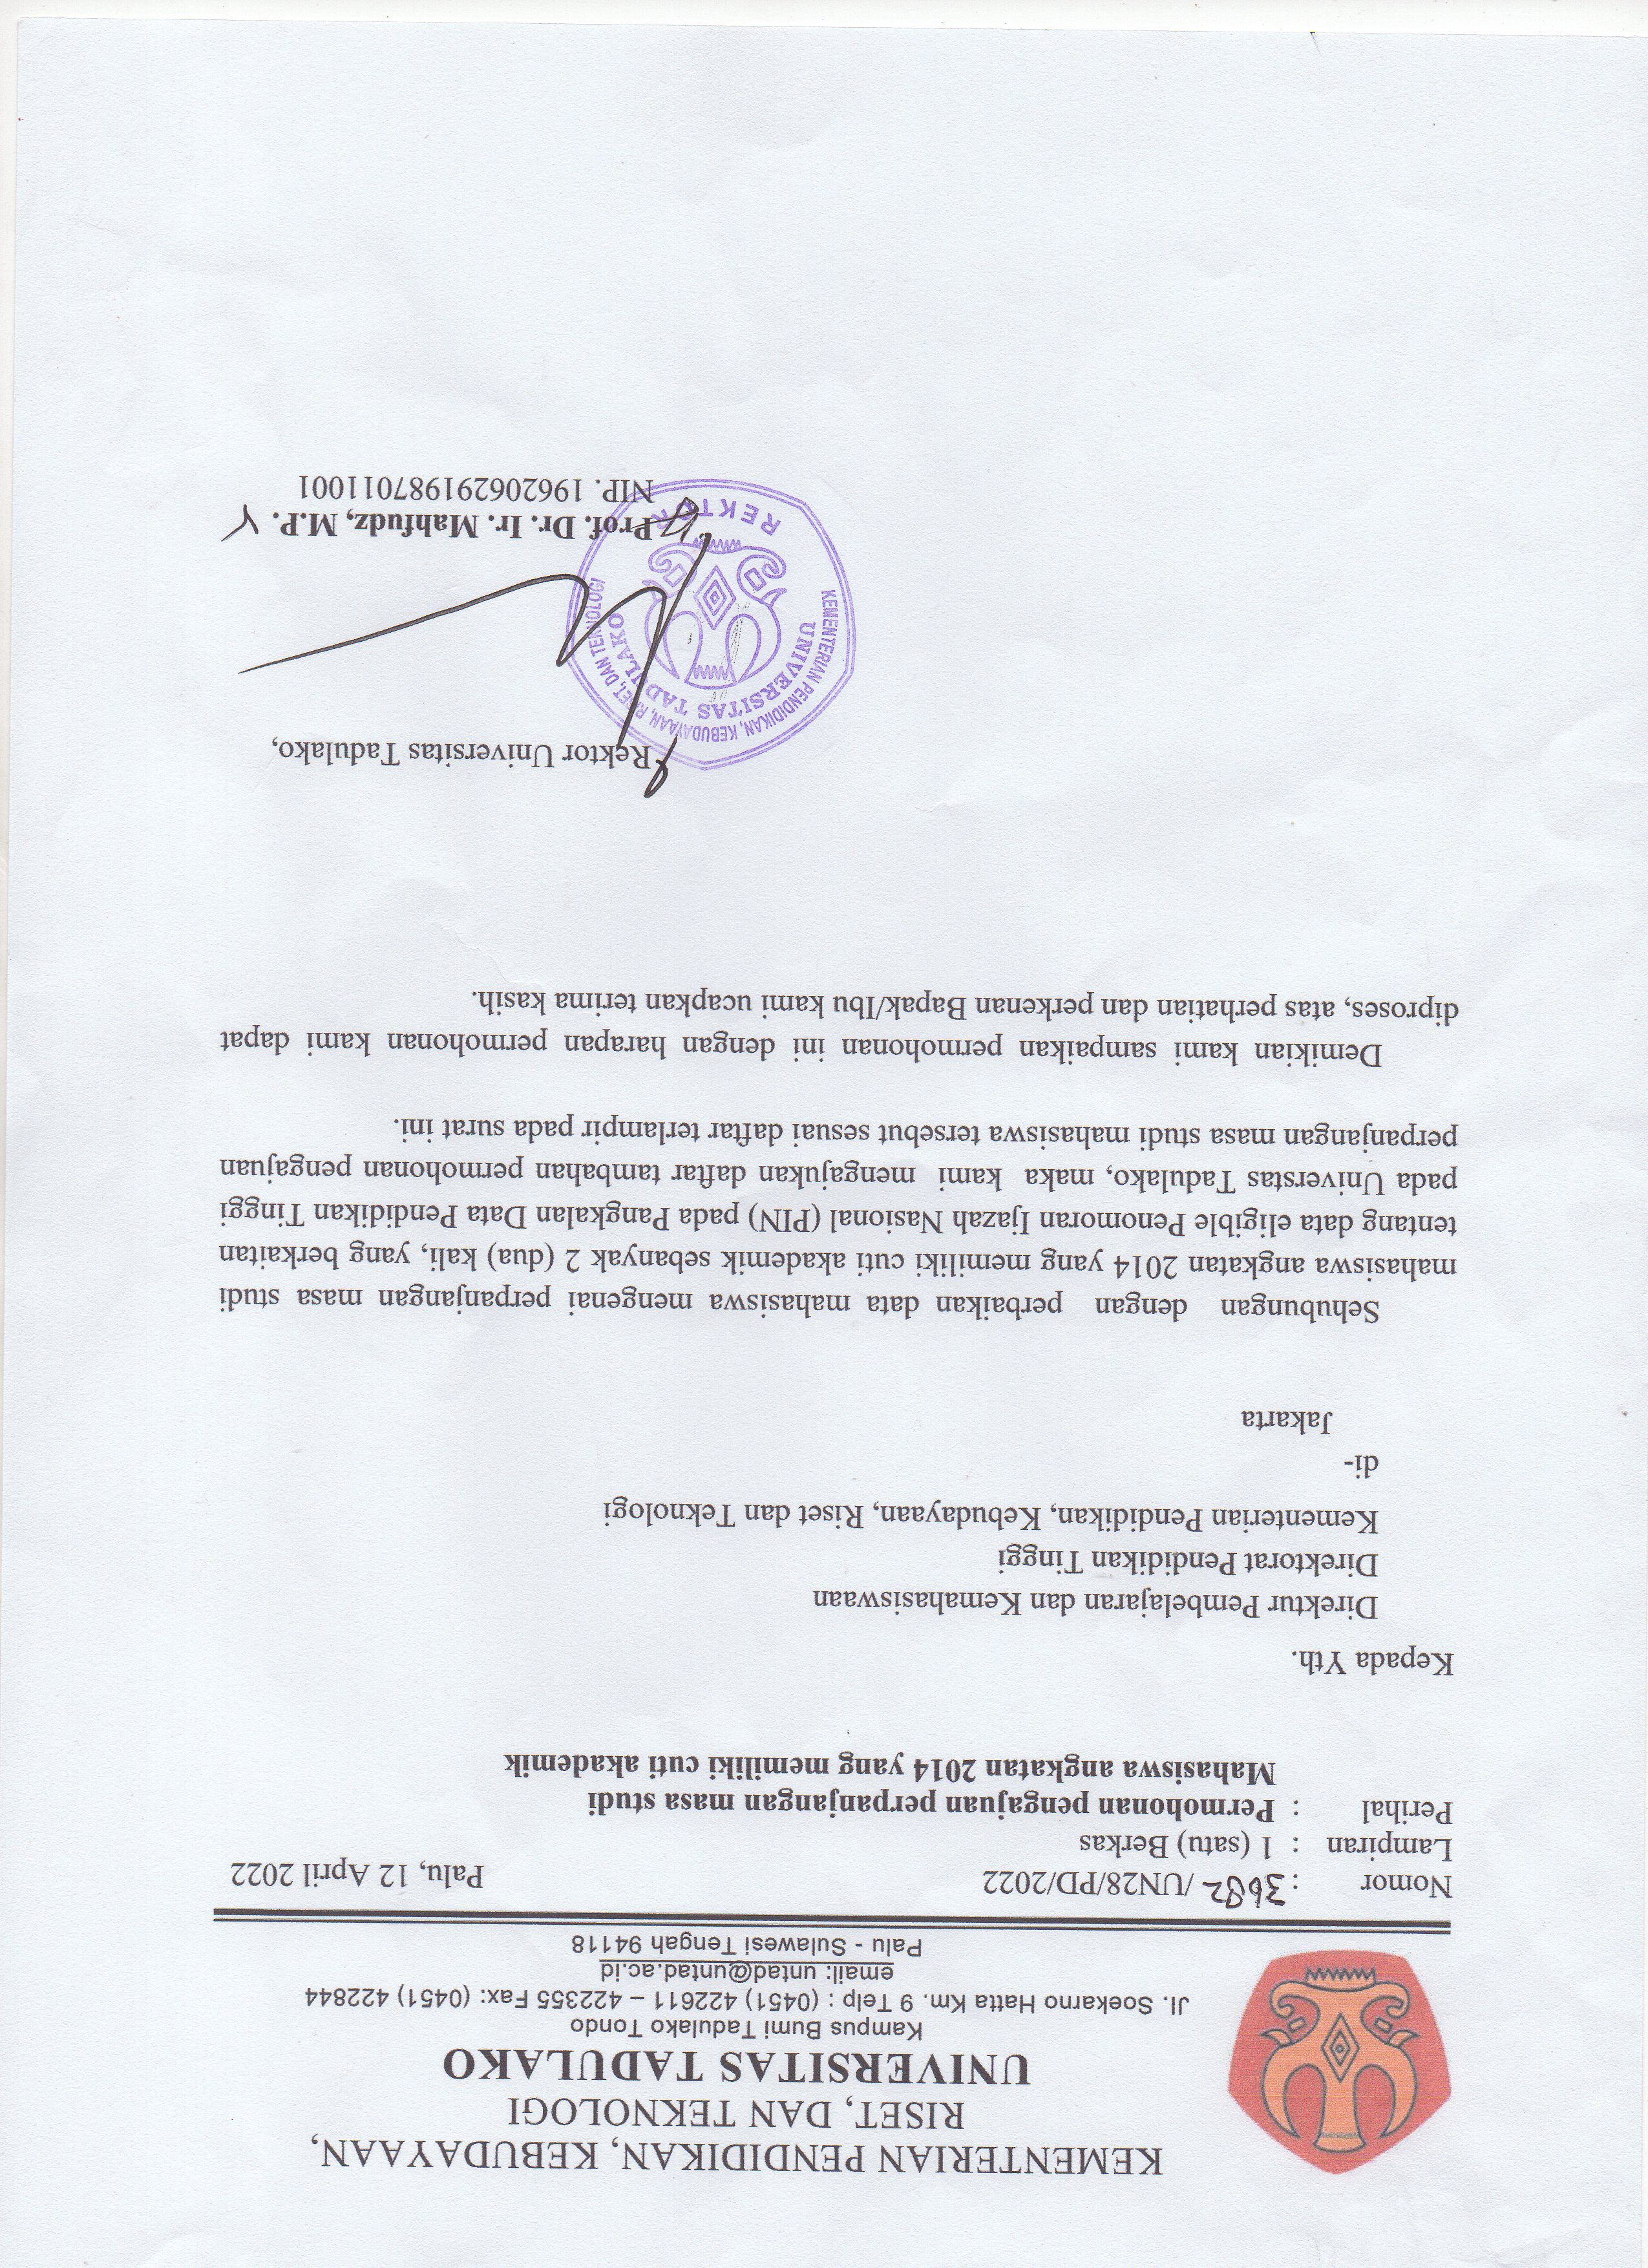 KEMENTERIAN PENDIDIKAN, KEBUDAYAAN,
RISET, DAN TEKNOLOGI
UNIVERSITAS TADULAKO
Kampus Bumi Tadulako Tondo
Jl. Soekarno Hatta Km. 9 Telp : (0451) 422611 – 422355 Fax: (0451) 422844
email: untad@untad.ac.id
Palu - Sulawesi Tengah 94118
Nomor : 3682 /UN28/PD/2022 Palu, 12 April 2022
Lampiran : 1 (satu) Berkas
Perihal : Permohonan pengajuan perpanjangan masa studi
Mahasiswa angkatan 2014 yang memiliki cuti akademik
Kepada Yth.
Direktur Pembelajaran dan Kemahasiswaan
Direktorat Pendidikan Tinggi
Kementerian Pendidikan, Kebudayaan, Riset dan Teknologi
di-
Jakarta
Sehubungan dengan perbaikan data mahasiswa mengenai perpanjangan masa studi
mahasiswa angkatan 2014 yang memiliki cuti akademik sebanyak 2 (dua) kali, yang berkaitan
tentang data eligible Penomoran Ijazah Nasional (PIN) pada Pangkalan Data Pendidikan Tinggi
pada Universtas Tadulako, maka kami mengajukan daftar tambahan permohonan pengajuan
perpanjangan masa studi mahasiswa tersebut sesuai daftar terlampir pada surat ini.
Demikian kami sampaikan permohonan ini dengan harapan permohonan kami dapat
diproses, atas perhatian dan perkenan Bapak/Ibu kami ucapkan terima kasih.
Rektor Universitas Tadulako,
KEMENTERIAN PENDIDIKAN, KEBUDAYAAN, RISET, DAN TEKNOLOGI
UNIVERSITAS TADULAKO
REKTOR
Prof. Dr. Ir. Mahfudz, M.P.
NIP. 196206291987011001